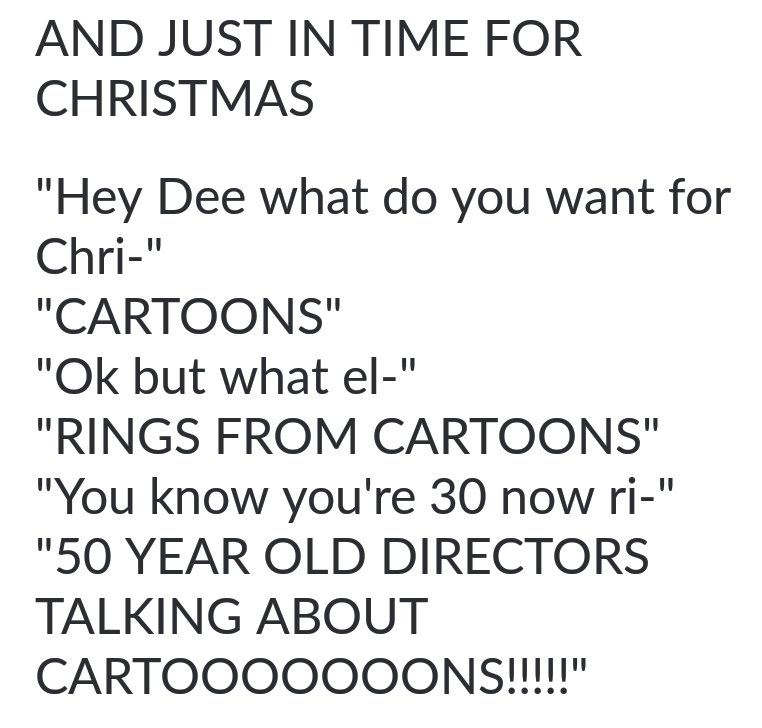 AND JUST IN TIME FOR
CHRISTMAS
"Hey Dee what do you want for
Chri-"
"CARTOONS"
"Ok but what el-"
"RINGS FROM CARTOONS"
"You know you're 30 now ri-"
"50 YEAR OLD DIRECTORS
TALKING ABOUT
CARTOOOOOOOONS!!!!!"